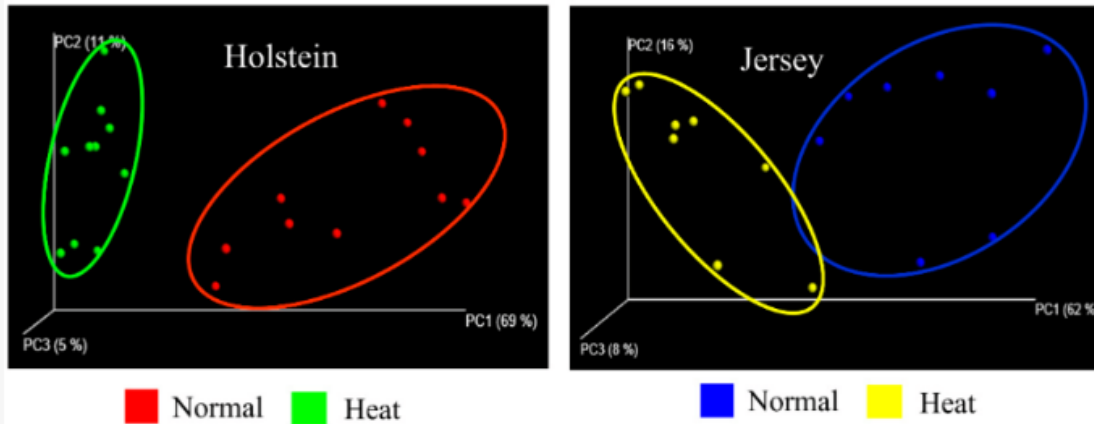 PC2 (11 %)
Holstein
PC1 (69 %)
PC3 (5 %)
Normal Heat
PC2 (16 %)
Jersey
PC1 (62 %
PC3 (8 %)
Normal Heat